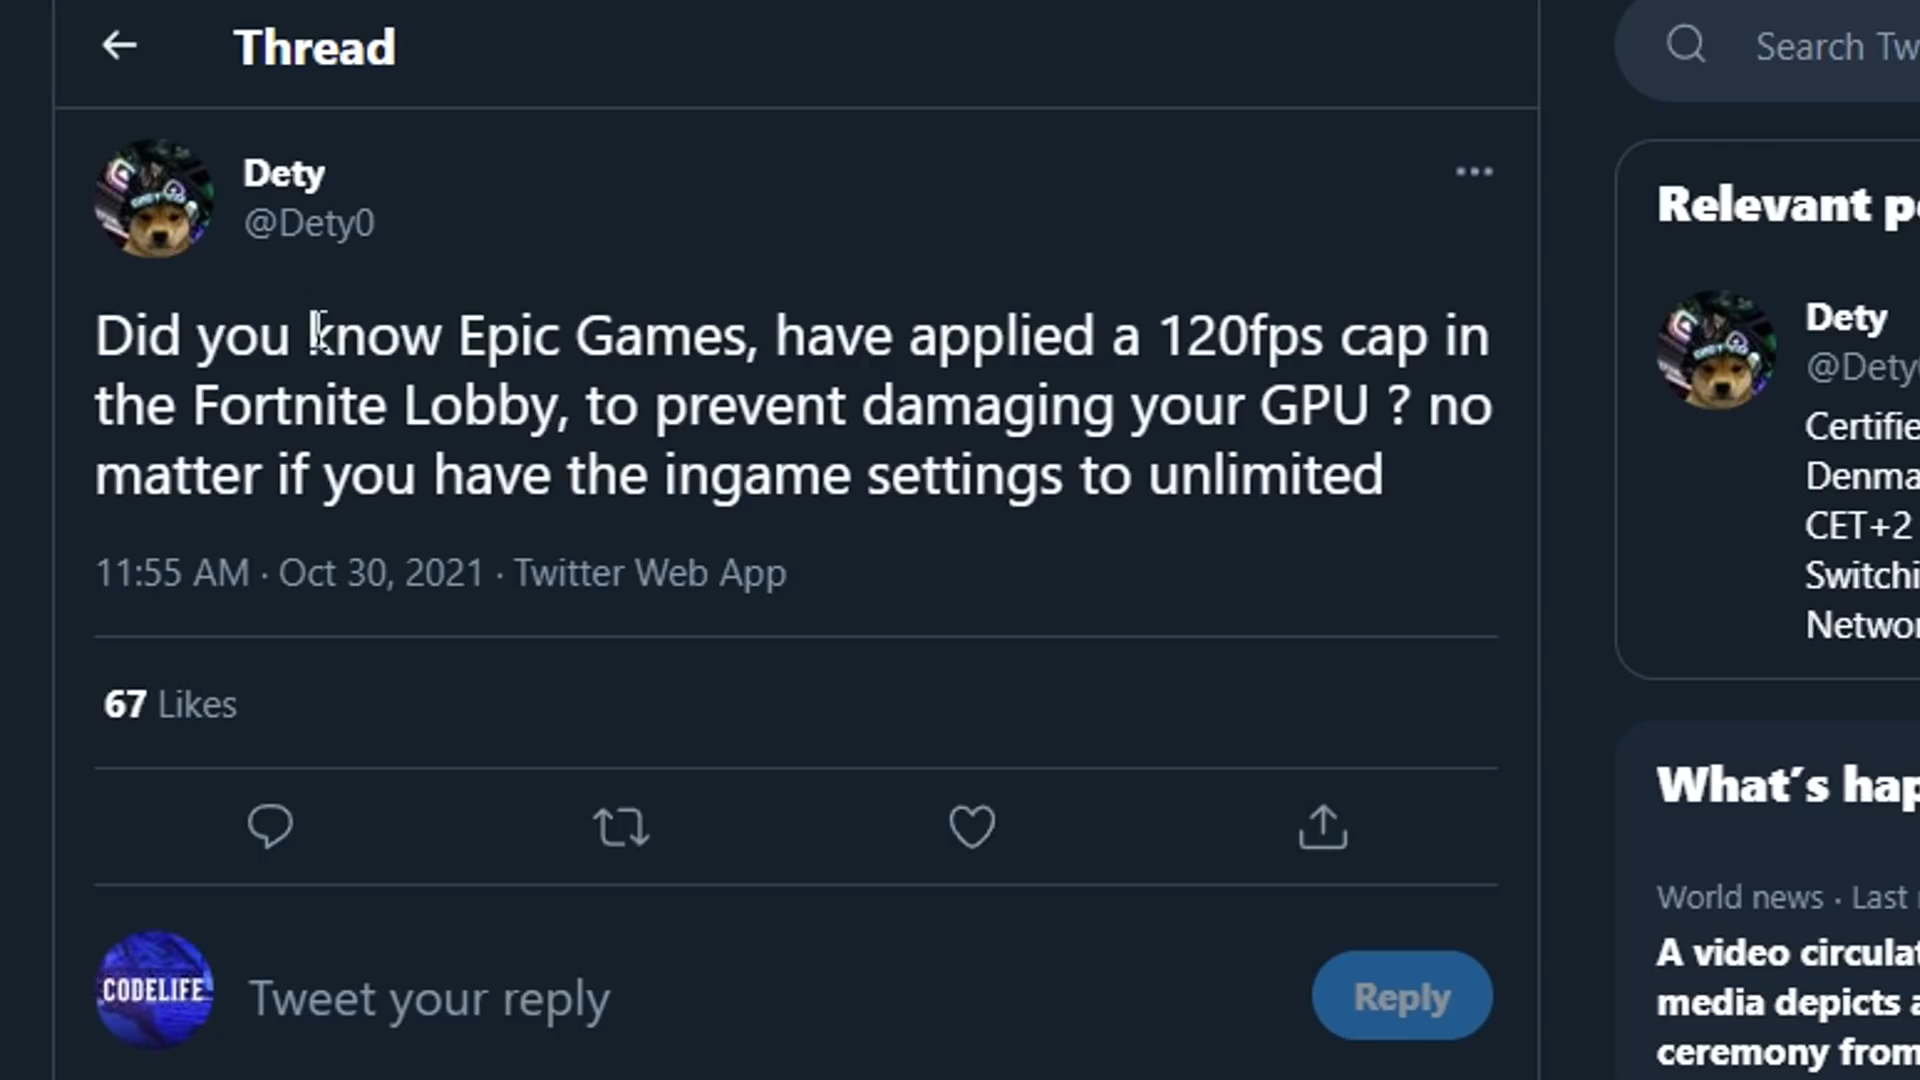 Thread
Search Tw
Dety
@Dety0
Did you know Epic Games, have applied a 120fps cap in
the Fortnite Lobby, to prevent damaging your GPU ? no
matter if you have the ingame settings to unlimited
11:55 AM · Oct 30, 2021 · Twitter Web App
67 Likes
CODELIFE
Tweet your reply
Reply
Relevant pe
Dety
@Dety
Certifie
Denma
CET+2
Switchi
Networ
What's hap
World news · Last
A video circulat
media depicts a
ceremony from